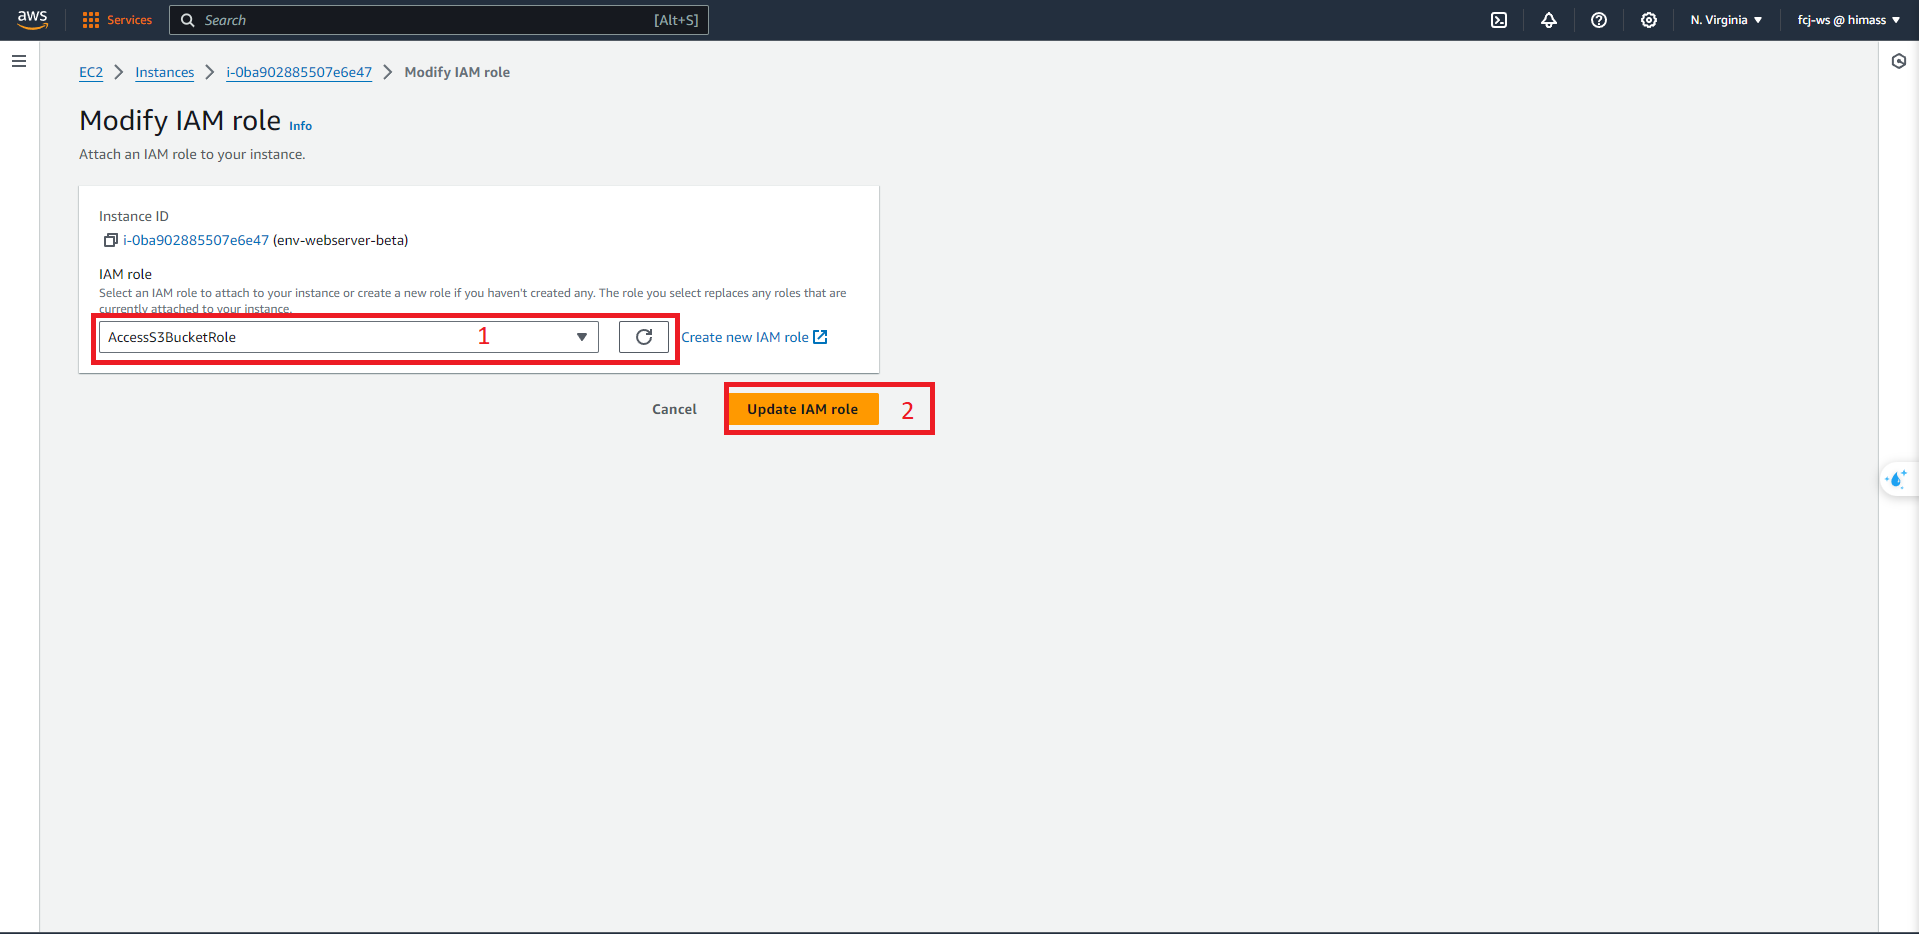 aws
Services
Search
[Alt+S]
N. Virginia
fcj-ws @ himass
EC2
Instances
i-0ba902885507e6e47
Modify IAM role
Modify IAM role
Info
Attach an IAM role to your instance.
Instance ID
i-0ba902885507e6e47 (env-webserver-beta)
IAM role
Select an IAM role to attach to your instance or create a new role if you haven't created any. The role you select replaces any roles that are
currently attached to your instance.
AccessS3BucketRole
1
Create new IAM role
Cancel
Update IAM role
2